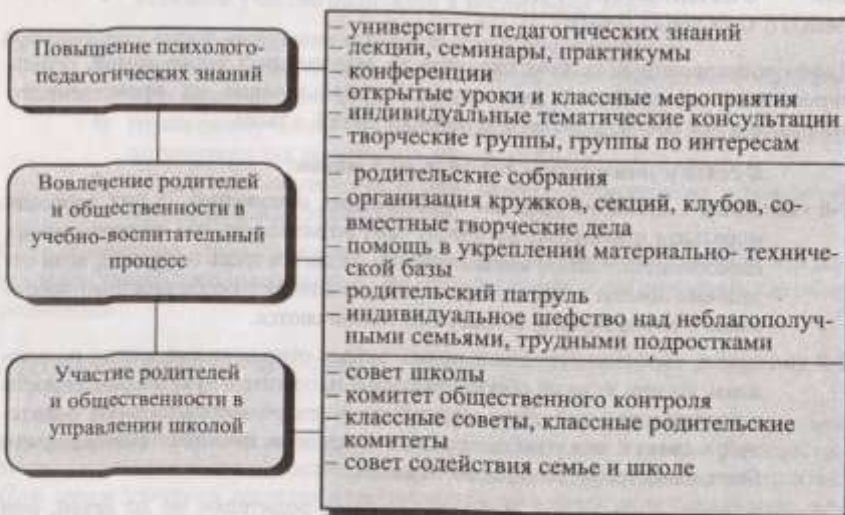 Повышение психолого-
педагогических знаний
– университет педагогических знаний
– лекции, семинары, практикумы
– конференции
– открытые уроки и классные мероприятия
– индивидуальные тематические консультации
– творческие группы, группы по интересам
Вовлечение родителей
и общественности в
учебно-воспитательный
процесс
– родительские собрания
– организация кружков, секций, клубов, со-
вместные творческие дела
– помощь в укреплении материально- техниче-
ской базы
– родительский патруль
– индивидуальное шефство над неблагополуч-
ными семьями, трудными подростками
Участие родителей
и общественности в
управлении школой
– совет школы
– комитет общественного контроля
– классные советы, классные родительские
комитеты
– совет содействия семье и школе